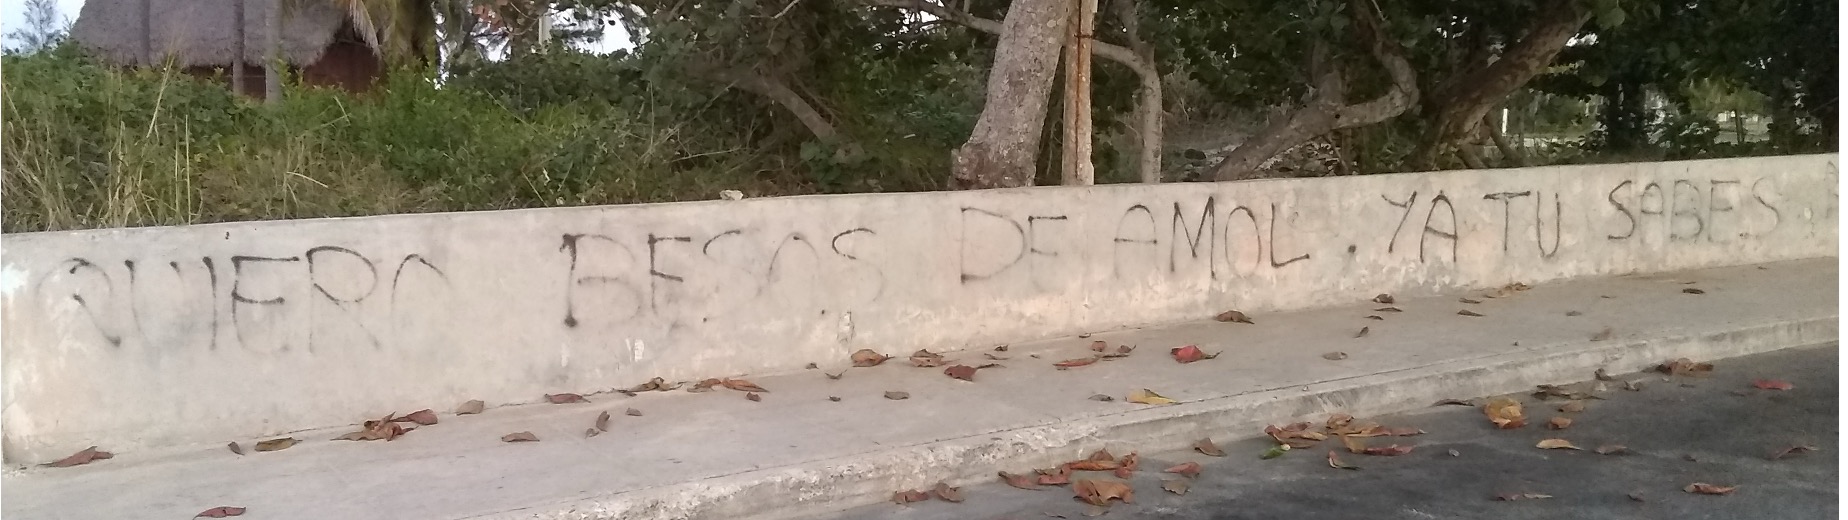 QUIERO BESOS DE AMOL. YA TU SABES.